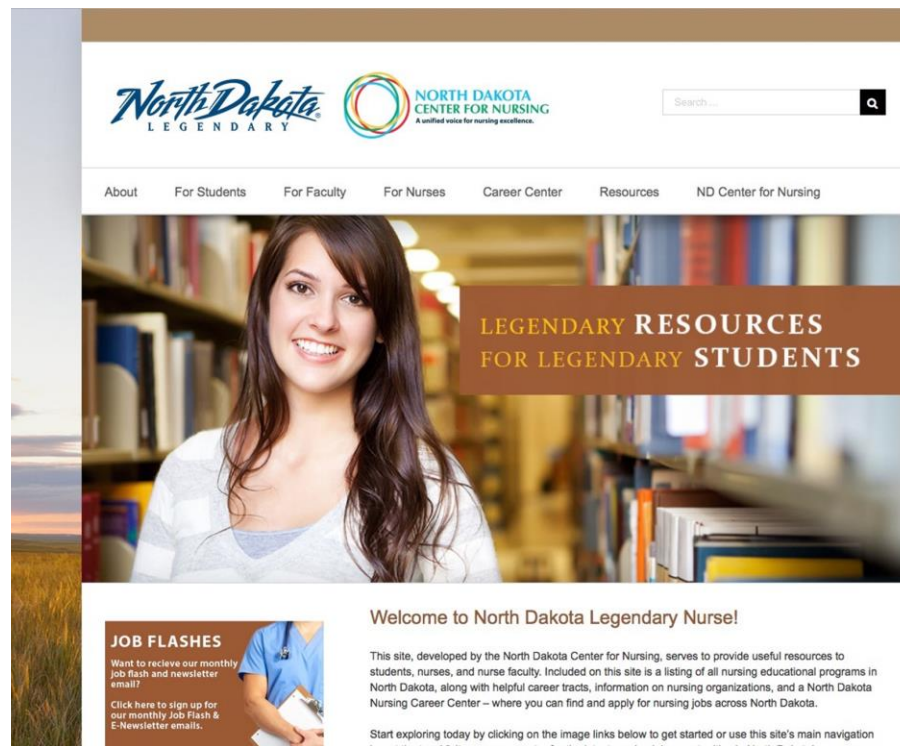 North Dakota
LEGENDARY
NORTH DAKOTA
CENTER FOR NURSING
A unified voice for nursing excellence.
Search ...
About For Students For Faculty For Nurses Career Center Resources ND Center for Nursing
LEGENDARY RESOURCES
FOR LEGENDARY STUDENTS
JOB FLASHES
Want to recieve our monthly
job flash and newsletter
email?
Click here to sign up for
our monthly Job Flash &
E-Newsletter emails.
Welcome to North Dakota Legendary Nurse!
This site, developed by the North Dakota Center for Nursing, serves to provide useful resources to
students, nurses, and nurse faculty. Included on this site is a listing of all nursing educational programs in
North Dakota, along with helpful career tracts, information on nursing organizations, and a North Dakota
Nursing Career Center – where you can find and apply for nursing jobs across North Dakota.
Start exploring today by clicking on the image links below to get started or use this site's main navigation